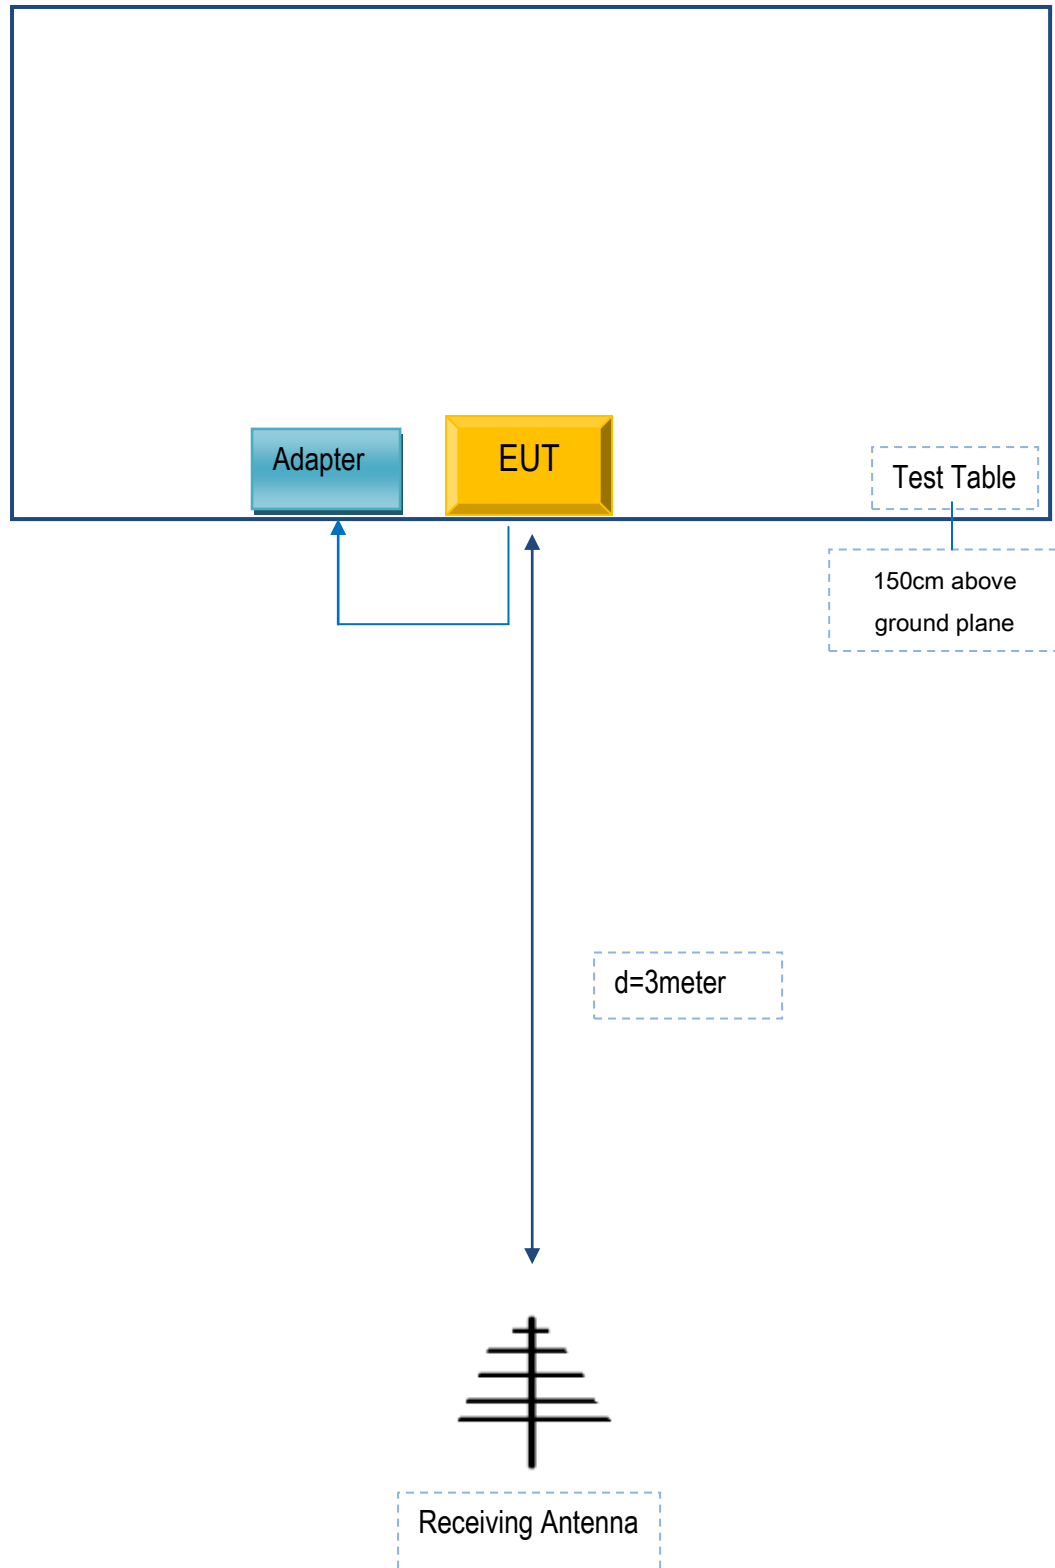 Adapter
EUT
Test Table
150cm above
ground plane
d=3meter
Receiving Antenna